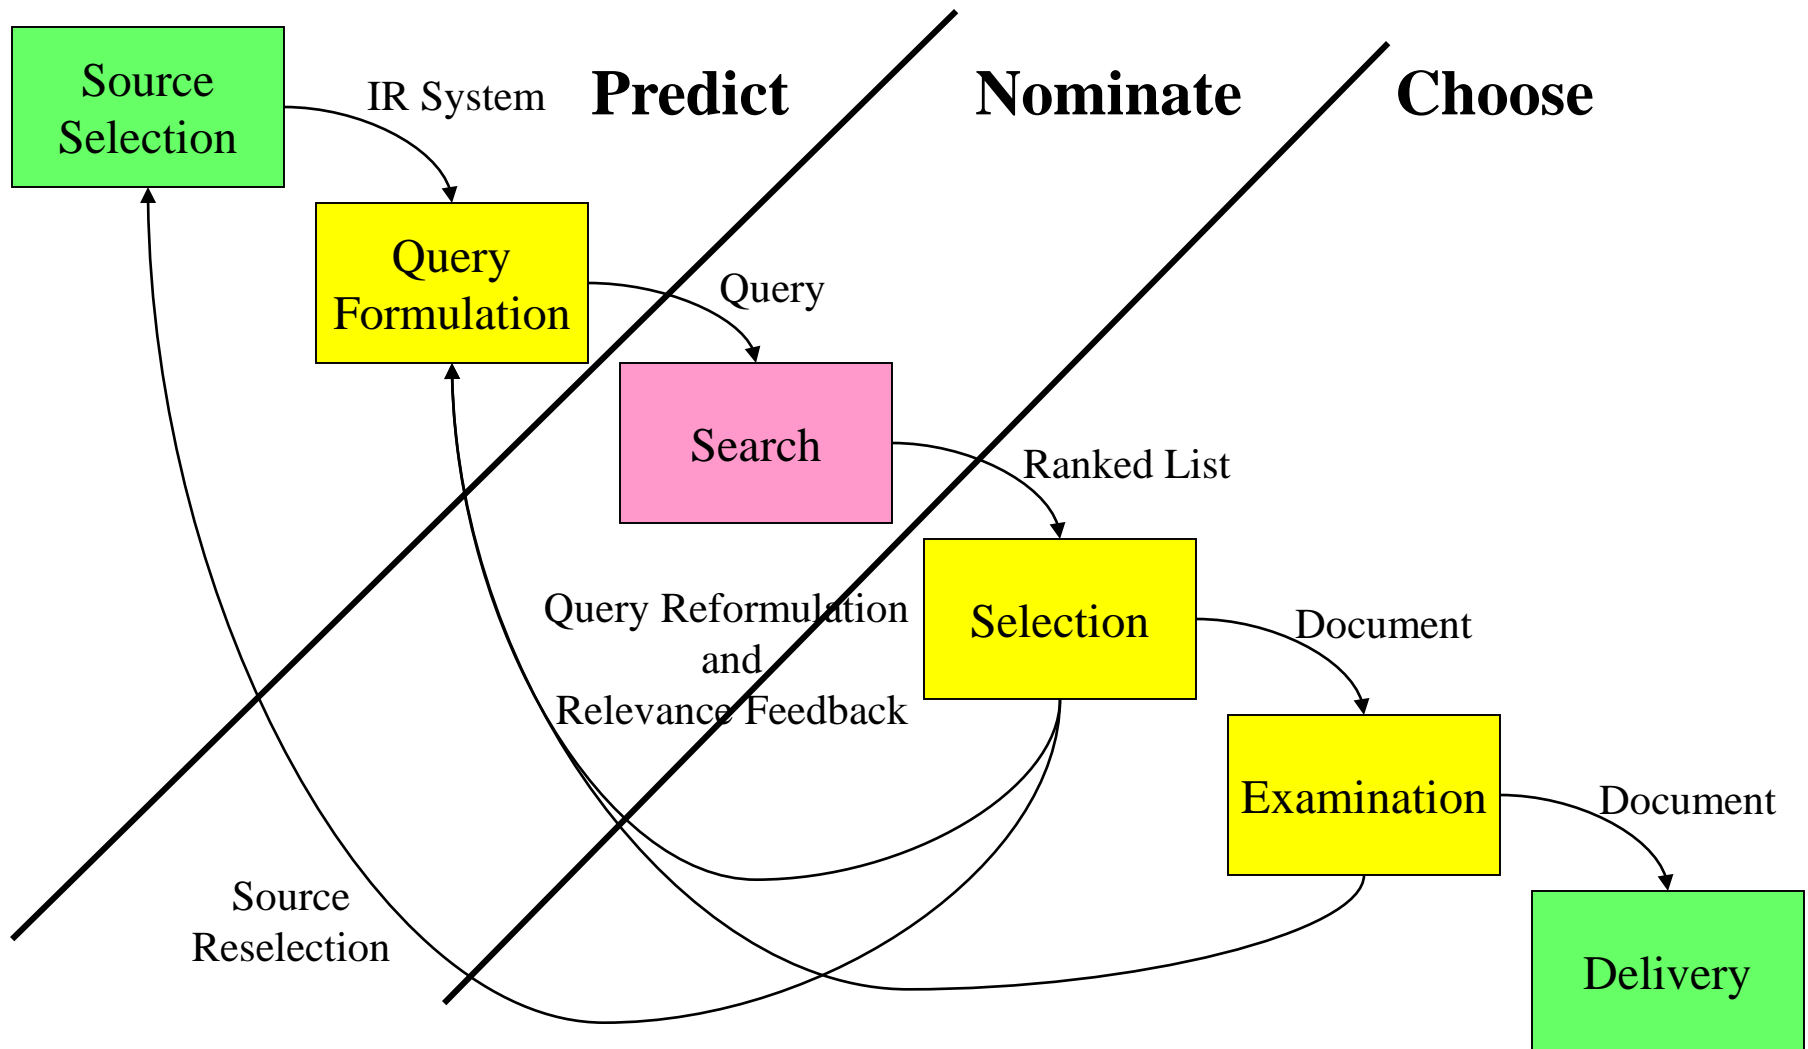 Source
Selection
IR System
Predict
Nominate
Choose
Query
Formulation
Query
Search
Ranked List
Selection
Query Reformulation
and
Relevance Feedback
Document
Examination
Document
Source
Reselection
Delivery